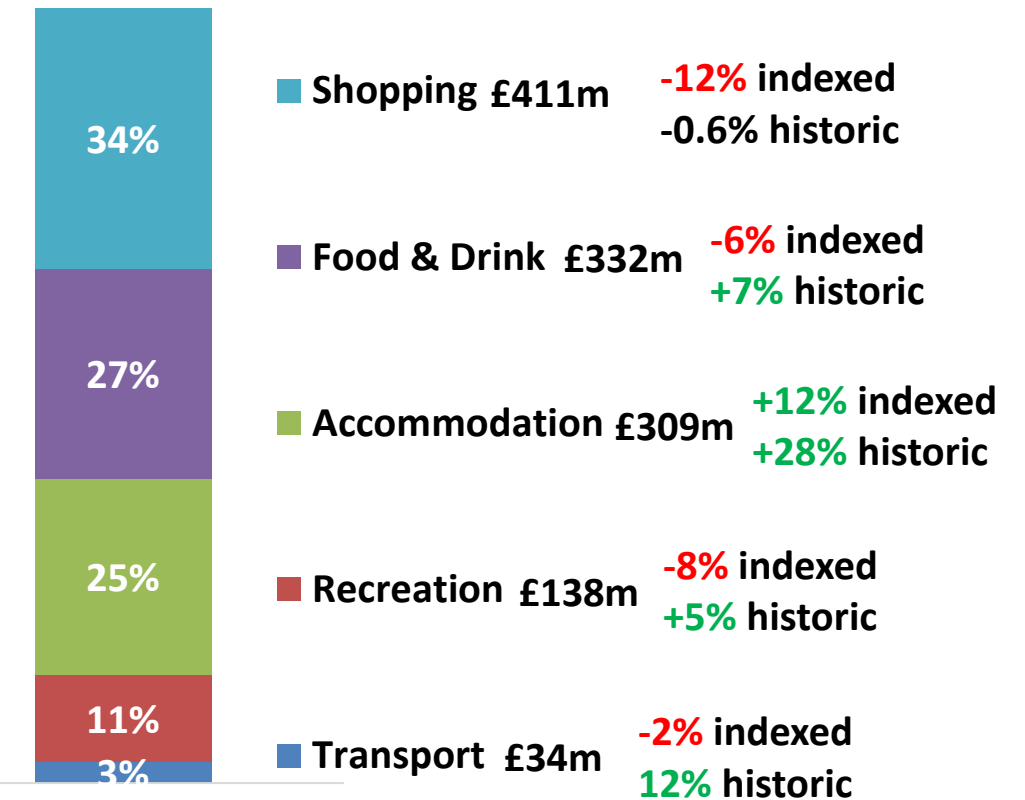 34%
Shopping £411m
-12% indexed
-0.6% historic
27%
Food & Drink £332m
-6% indexed
+7% historic
25%
Accommodation £309m
+12% indexed
+28% historic
11%
Recreation £138m
-8% indexed
+5% historic
3%
Transport £34m
-2% indexed
12% historic